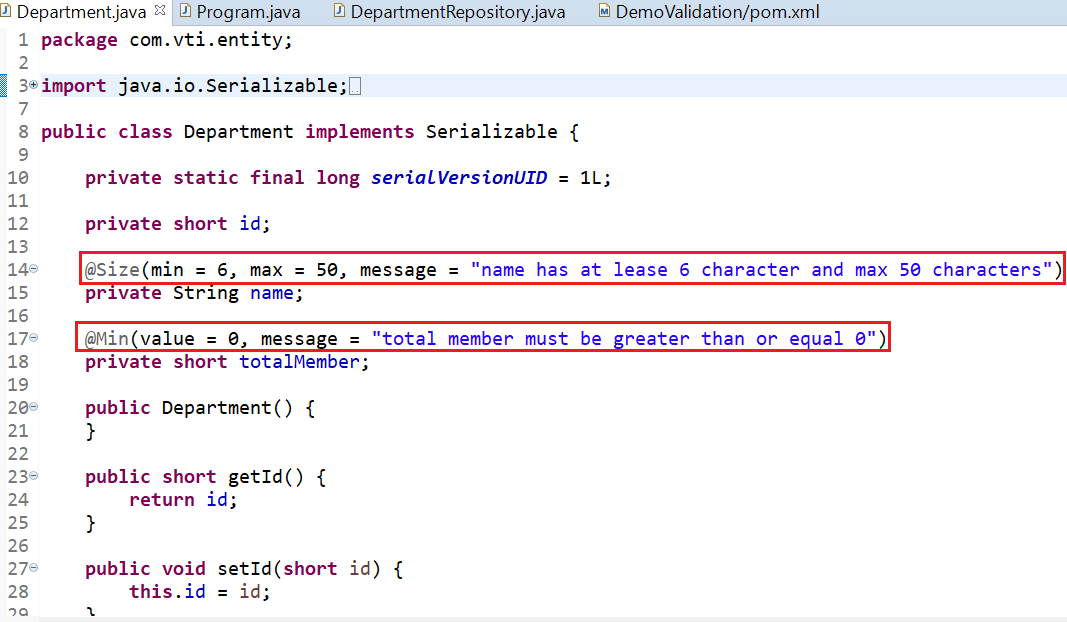 Department.java Program.java DepartmentRepository.java DemoValidation/pom.xml
1 package com.vti.entity;
2
3 import java.io.Serializable;
7
8 public class Department implements Serializable {
9
10 private static final long serialVersionUID = 1L;
11
12 private short id;
13
14 @Size(min = 6, max = 50, message = "name has at lease 6 character and max 50 characters")
15 private String name;
16
17 @Min(value = 0, message = "total member must be greater than or equal 0")
18 private short totalMember;
19
20 public Department() {
21 }
22
23 public short getId() {
24 return id;
25 }
26
27 public void setId(short id) {
28 this.id = id;
29 }